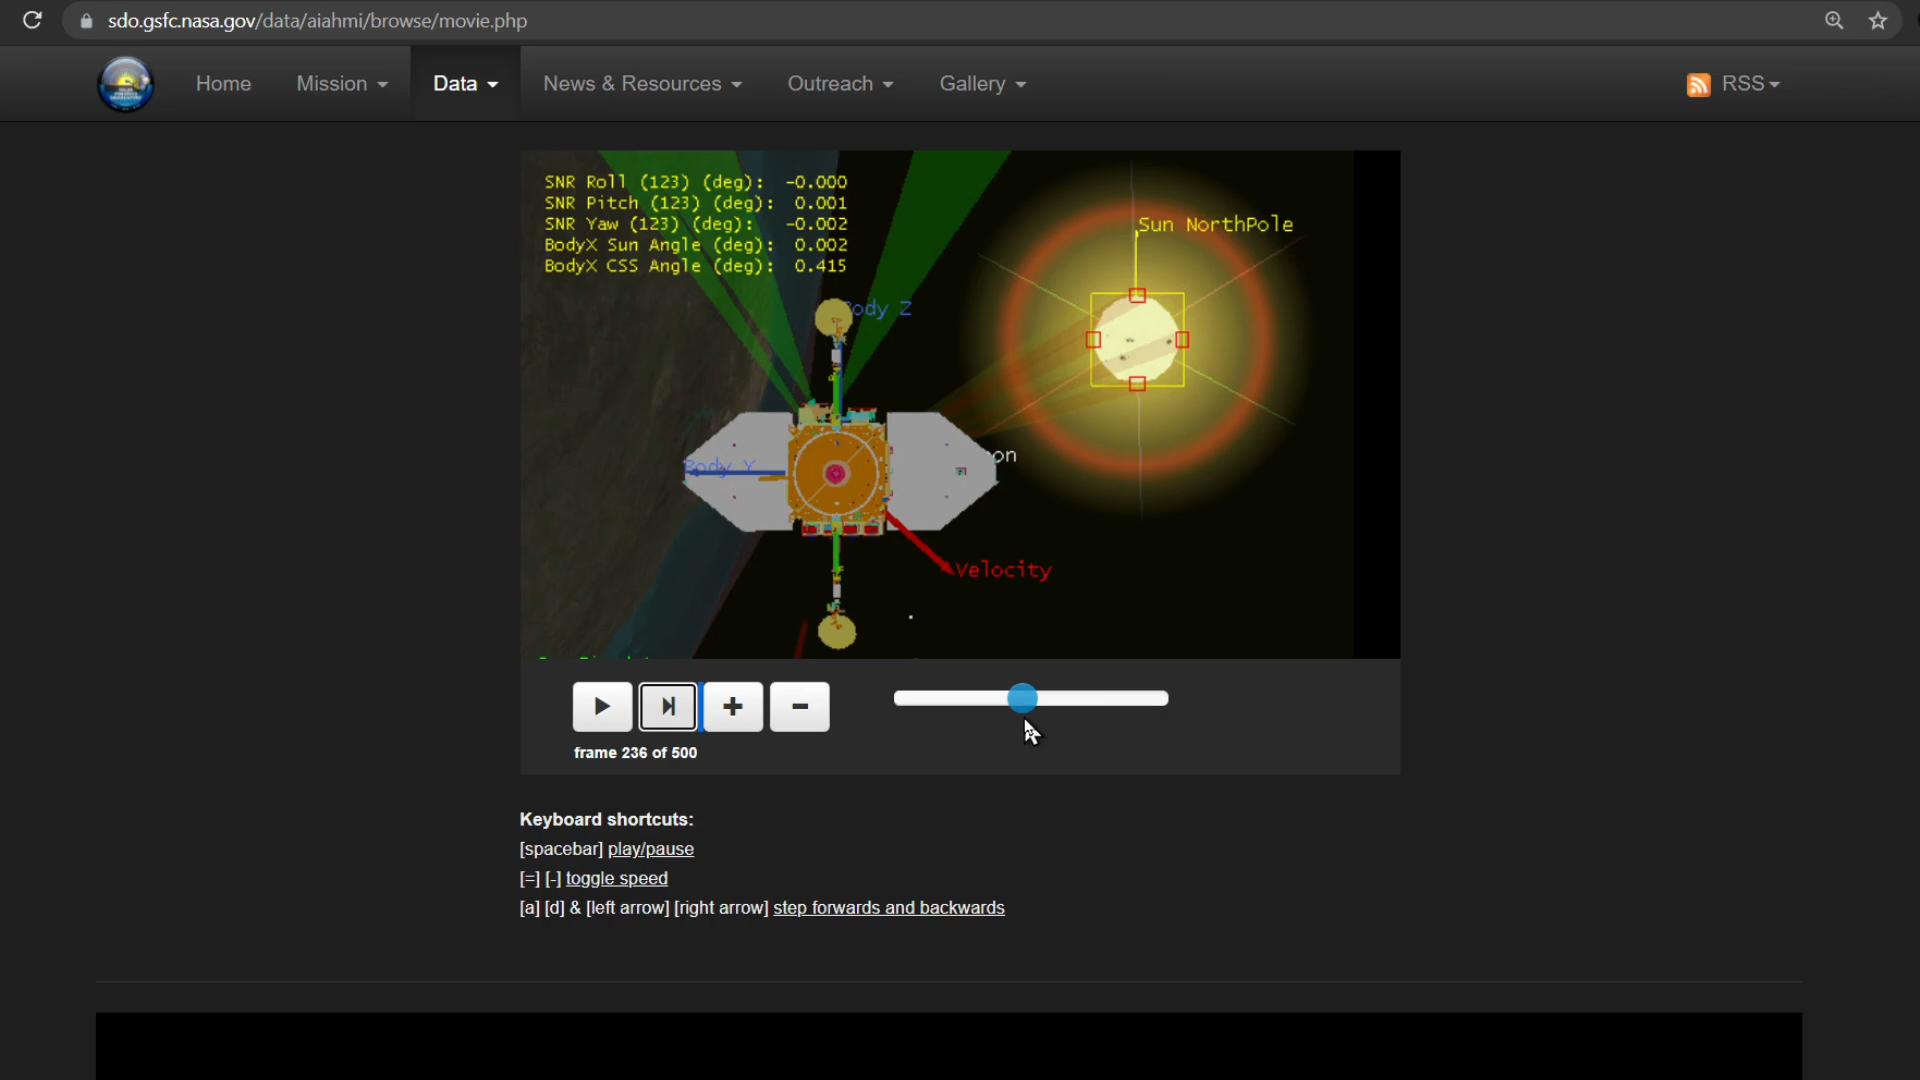 sdo.gsfc.nasa.gov/data/aiahmi/browse/movie.php
Home Mission Data News & Resources Outreach Gallery RSS
SNR Roll (123) (deg): -0.000
SNR Pitch (123) (deg): 0.001
SNR Yaw (123) (deg): -0.002
BodyX Sun Angle (deg): 0.002
BodyX CSS Angle (deg): 0.415
Sun NorthPole
ody Z
Body Y
on
Velocity
frame 236 of 500
Keyboard shortcuts:
[spacebar] play/pause
[=] [-] toggle speed
[a] [d] & [left arrow] [right arrow] step forwards and backwards